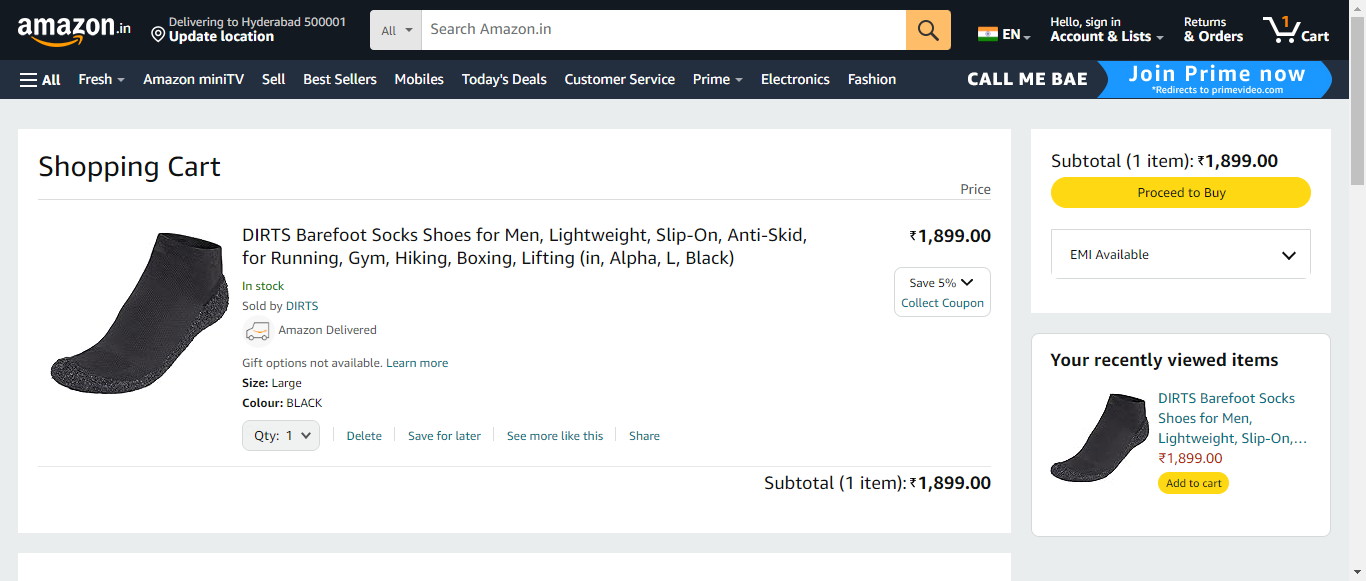 amazon.in
Delivering to Hyderabad 500001
Update location
All
Search Amazon.in
EN
Hello, sign in
Account & Lists
Returns
& Orders
1
Cart
All
Fresh
Amazon miniTV
Sell
Best Sellers
Mobiles
Today's Deals
Customer Service
Prime
Electronics
Fashion
CALL ME BAE
Join Prime now
*Redirects to primevideo.com
Shopping Cart
Price
DIRTS Barefoot Socks Shoes for Men, Lightweight, Slip-On, Anti-Skid,
for Running, Gym, Hiking, Boxing, Lifting (in, Alpha, L, Black)
₹1,899.00
In stock
Sold by DIRTS
Amazon Delivered
Save 5%
Collect Coupon
Gift options not available. Learn more
Size: Large
Colour: BLACK
Qty: 1
Delete
Save for later
See more like this
Share
Subtotal (1 item): ₹1,899.00
Subtotal (1 item): ₹1,899.00
Proceed to Buy
EMI Available
Your recently viewed items
DIRTS Barefoot Socks
Shoes for Men,
Lightweight, Slip-On,...
₹1,899.00
Add to cart